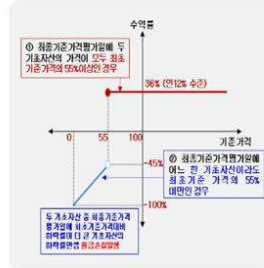 수익률
① 최종기준가격평가일에 두
기초자산의 가격이 모두 최초
기준가격의 55%이상인 경우
36% (연12% 수준)
0
55
100
기준가격
-45%
② 최종기준가격평가일에
어느 한 기초자산이라도
최초기준 가격의 55%
미만인 경우
-100%
두 기초자산 중 최종기준가격
평가일에 최초기준가격대비
하락률이 더 큰 기초자산의
하락률만큼 원금손실발생